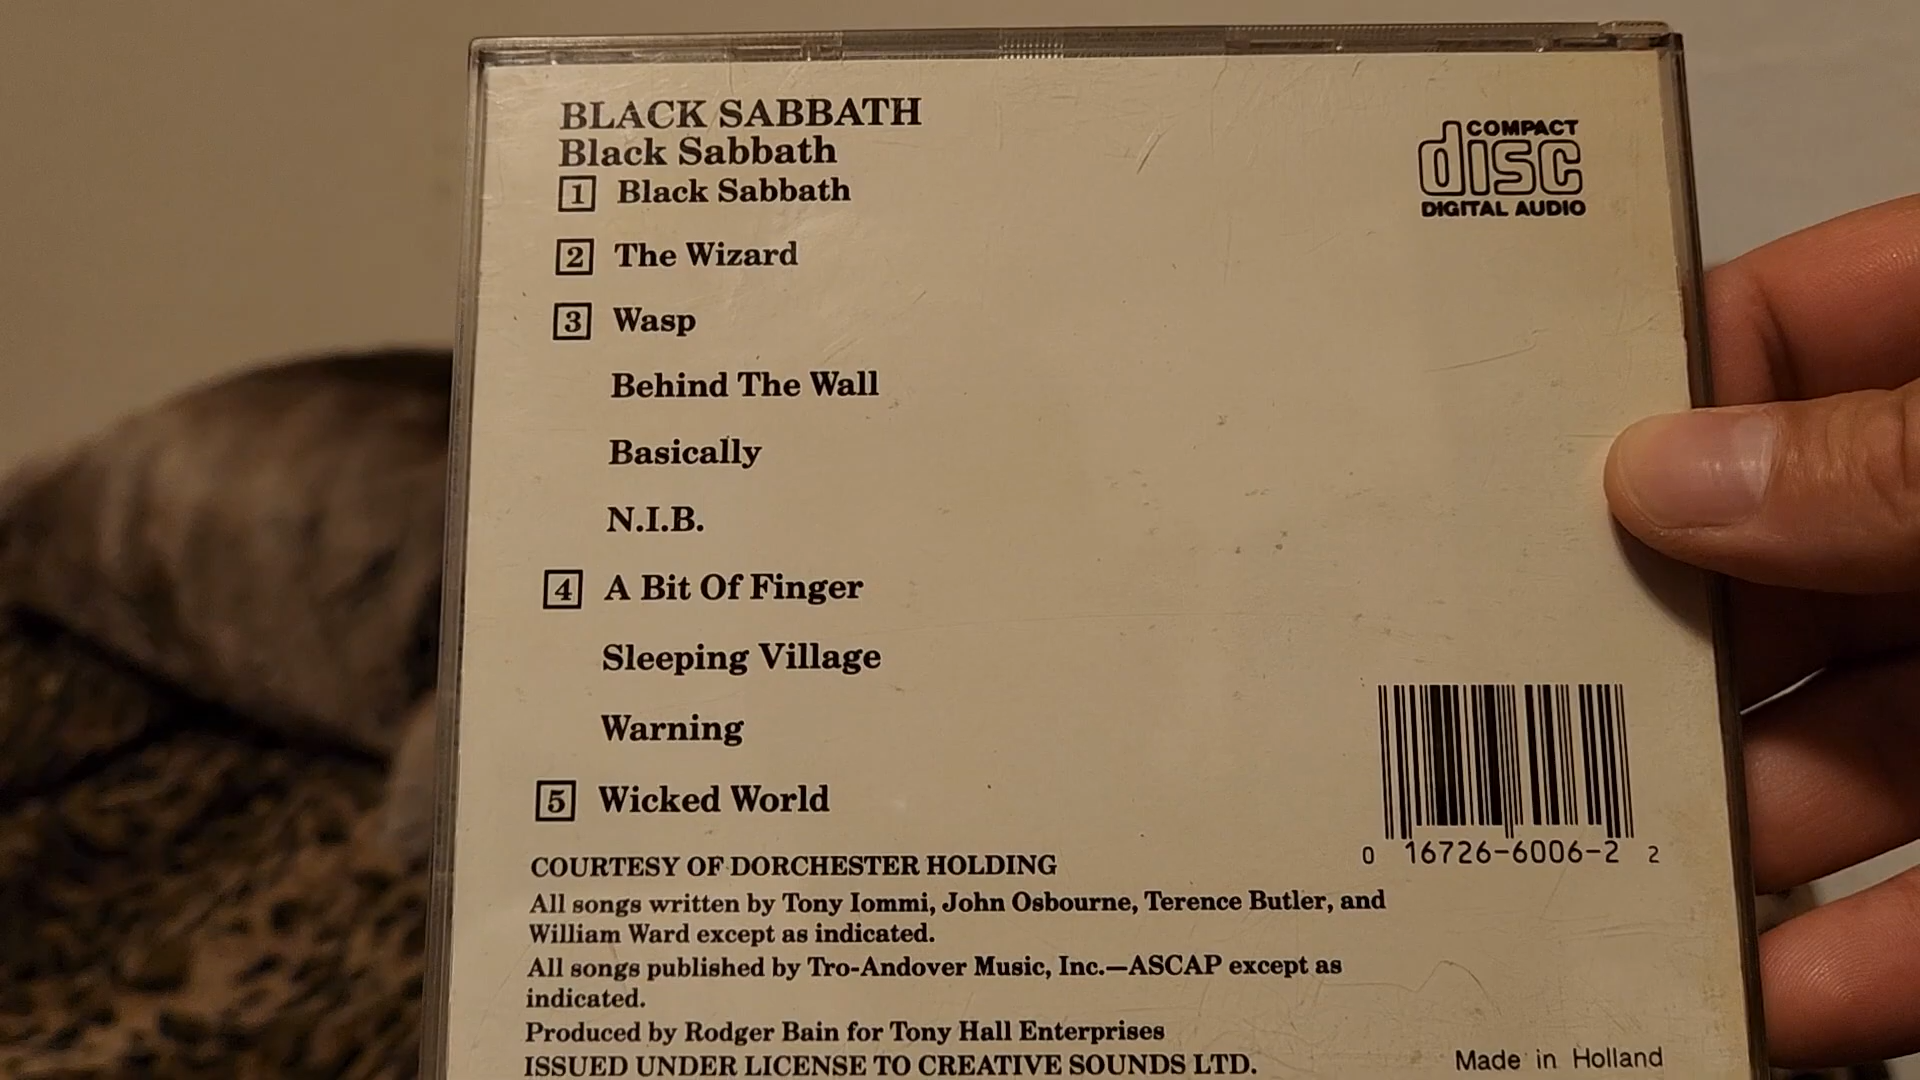 BLACK SABBATH
Black Sabbath
1 Black Sabbath
2 The Wizard
3 Wasp
Behind The Wall
Basically
N.I.B.
4 A Bit Of Finger
Sleeping Village
Warning
5 Wicked World
COMPACT
disc
DIGITAL AUDIO
0 16726-6006-2 2
COURTESY OF DORCHESTER HOLDING
All songs written by Tony Iommi, John Osbourne, Terence Butler, and
William Ward except as indicated.
All songs published by Tro-Andover Music, Inc.—ASCAP except as
indicated.
Produced by Rodger Bain for Tony Hall Enterprises
ISSUED UNDER LICENSE TO CREATIVE SOUNDS LTD.
Made in Holland